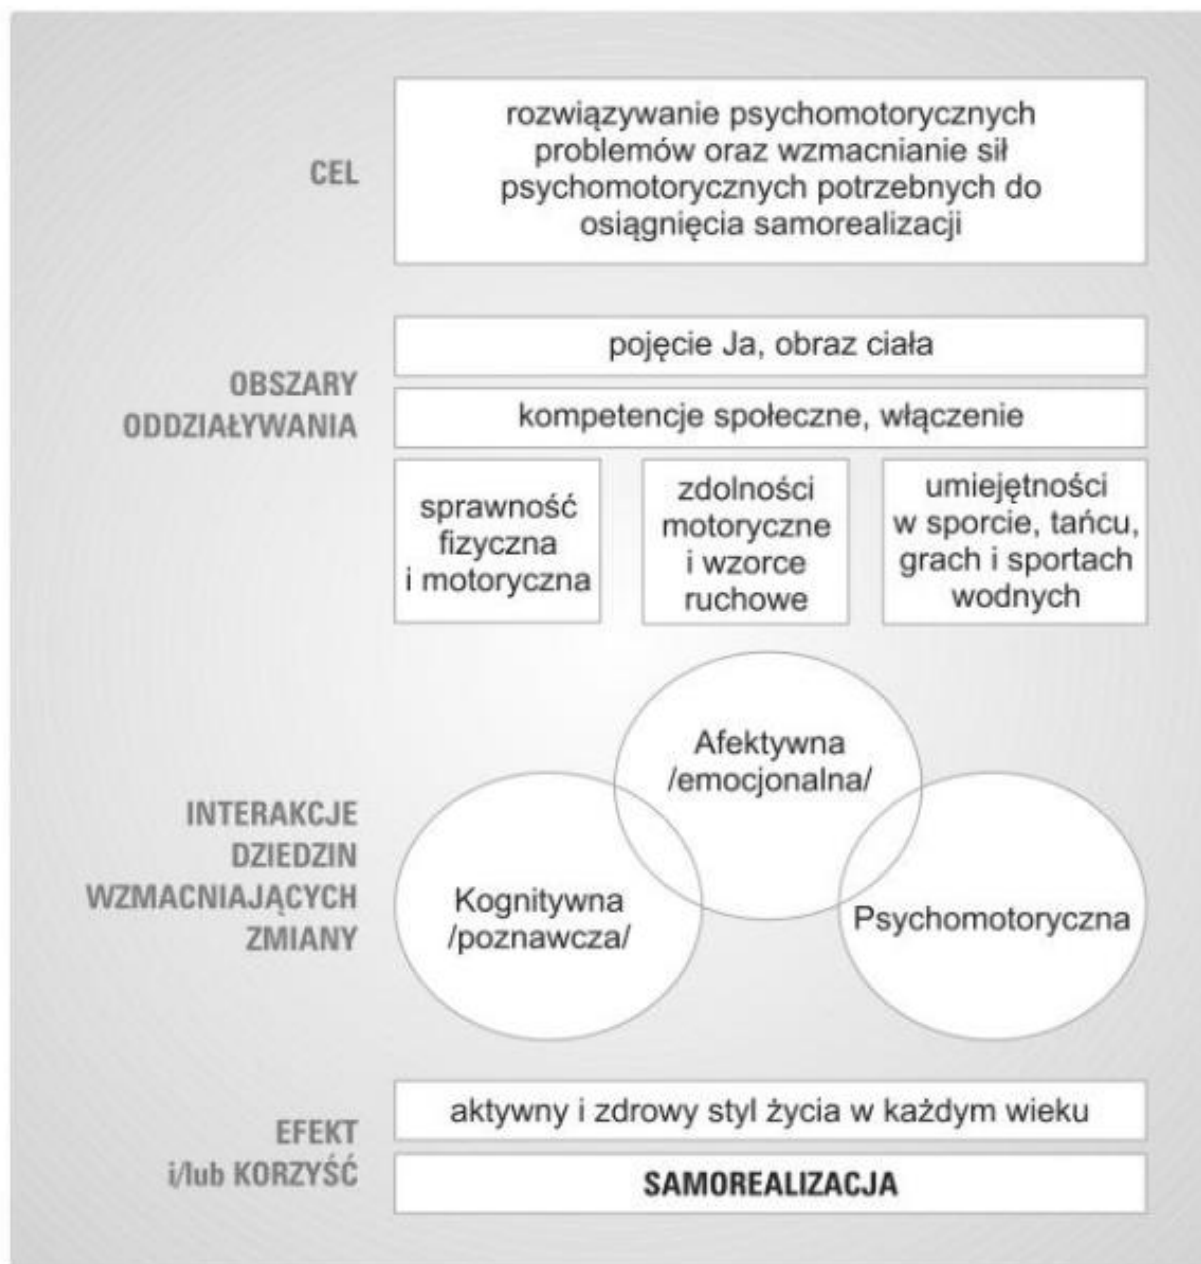 CEL
rozwiązywanie psychomotorycznych
problemów oraz wzmacnianie sił
psychomotorycznych potrzebnych do
osiągnięcia samorealizacji
OBSZARY
ODDZIAŁYWANIA
pojęcie Ja, obraz ciała
kompetencje społeczne, włączenie
sprawność
fizyczna
i motoryczna
zdolności
motoryczne
i wzorce
ruchowe
umiejętności
w sporcie, tańcu,
grach i sportach
wodnych
INTERAKCJE
DZIEDZIN
WZMACNIAJĄCYCH
ZMIANY
Afektywna
/emocjonalna/
Kognitywna
/poznawcza/
Psychomotoryczna
EFEKT
i/lub KORZYŚĆ
aktywny i zdrowy styl życia w każdym wieku
SAMOREALIZACJA